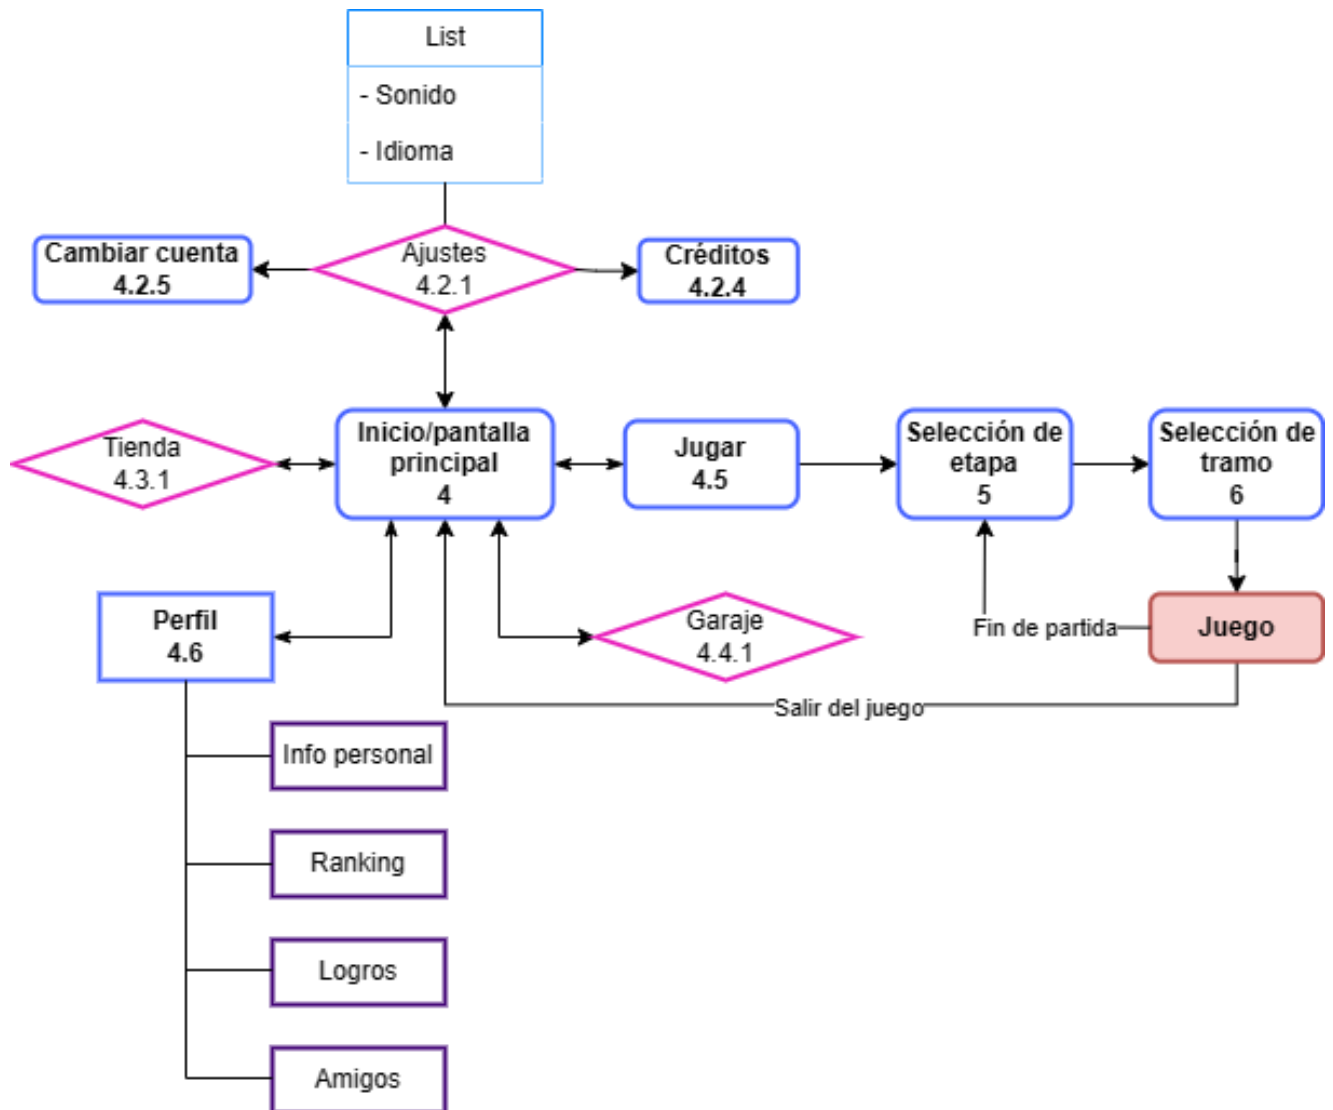 List
- Sonido
- Idioma
Cambiar cuenta
4.2.5
Ajustes
4.2.1
Créditos
4.2.4
Tienda
4.3.1
Inicio/pantalla
principal
4
Jugar
4.5
Selección de
etapa
5
Selección de
tramo
6
Perfil
4.6
Garaje
4.4.1
Fin de partida
Juego
Salir del juego
Info personal
Ranking
Logros
Amigos